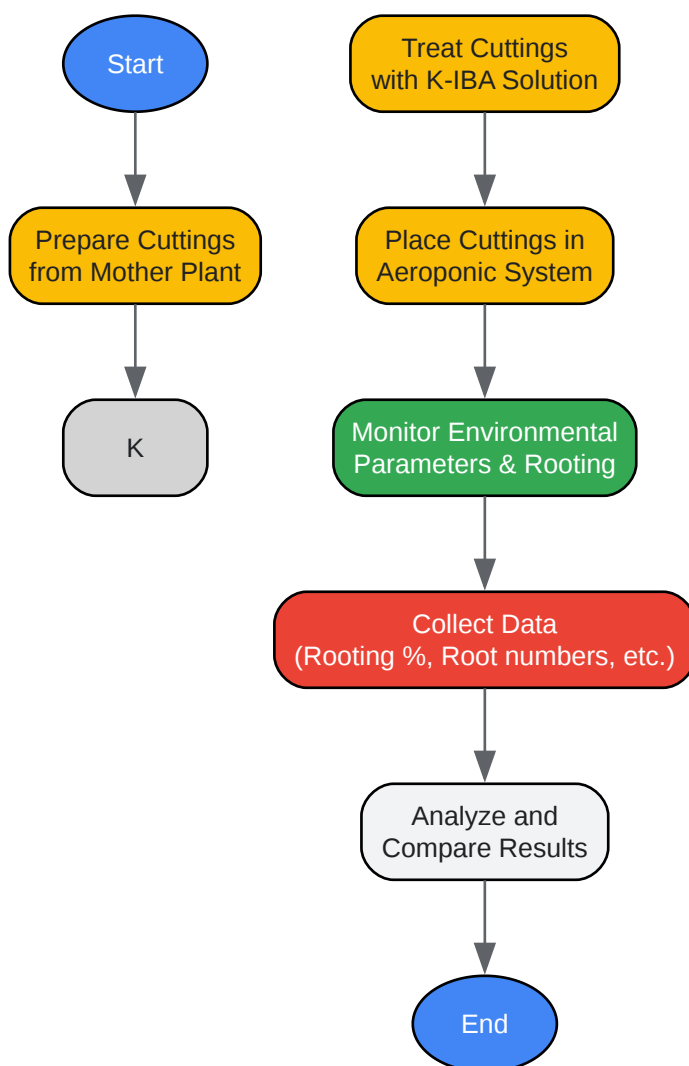 Start
Prepare Cuttings
from Mother Plant
K
Treat Cuttings
with K-IBA Solution
Place Cuttings in
Aeroponic System
Monitor Environmental
Parameters & Rooting
Collect Data
(Rooting %, Root numbers, etc.)
Analyze and
Compare Results
End